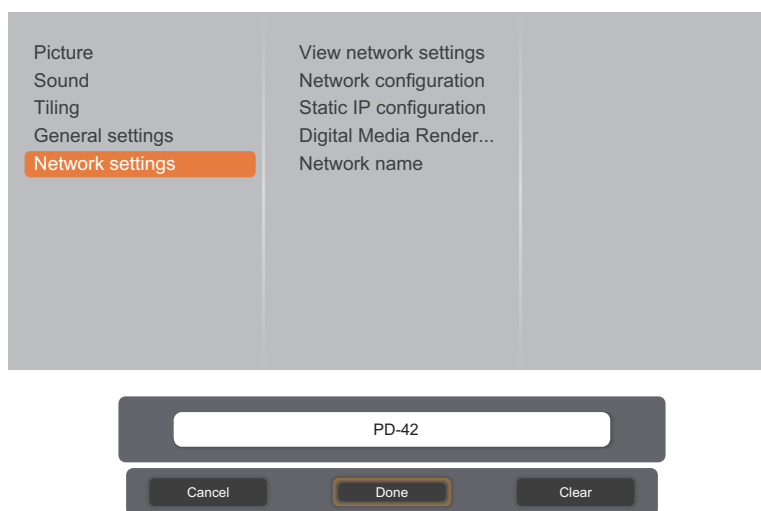 Picture
Sound
Tiling
General settings
Network settings
View network settings
Network configuration
Static IP configuration
Digital Media Render...
Network name
PD-42
Cancel
Done
Clear